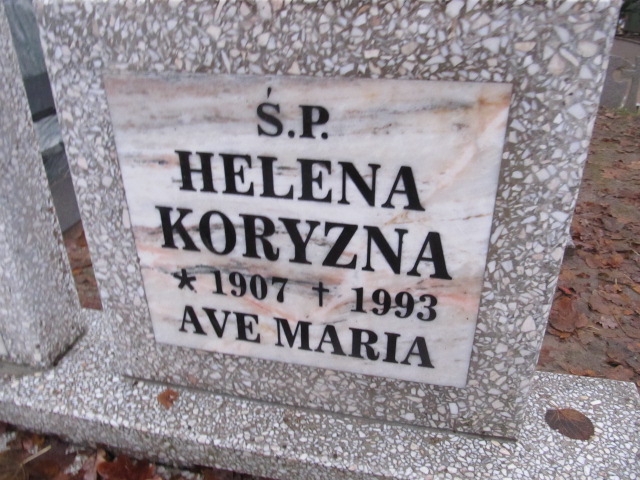 Ś.P.
HELENA
KORYZNA
★ 1907 ✝ 1993
AVE MARIA